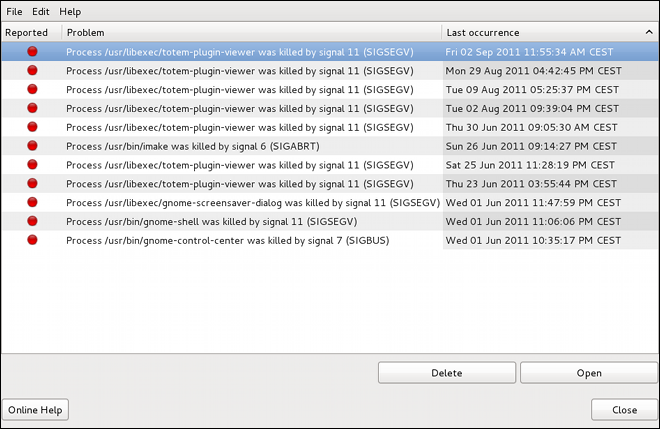 File Edit Help
Reported Problem Last occurrence
Process /usr/libexec/totem-plugin-viewer was killed by signal 11 (SIGSEGV) Fri 02 Sep 2011 11:55:34 AM CEST
Process /usr/libexec/totem-plugin-viewer was killed by signal 11 (SIGSEGV) Mon 29 Aug 2011 04:42:45 PM CEST
Process /usr/libexec/totem-plugin-viewer was killed by signal 11 (SIGSEGV) Tue 09 Aug 2011 05:25:37 PM CEST
Process /usr/libexec/totem-plugin-viewer was killed by signal 11 (SIGSEGV) Tue 02 Aug 2011 09:39:04 PM CEST
Process /usr/libexec/totem-plugin-viewer was killed by signal 11 (SIGSEGV) Thu 30 Jun 2011 09:05:30 AM CEST
Process /usr/bin/imake was killed by signal 6 (SIGABRT) Sun 26 Jun 2011 09:14:27 PM CEST
Process /usr/libexec/totem-plugin-viewer was killed by signal 11 (SIGSEGV) Sat 25 Jun 2011 11:28:19 PM CEST
Process /usr/libexec/totem-plugin-viewer was killed by signal 11 (SIGSEGV) Thu 23 Jun 2011 03:55:44 PM CEST
Process /usr/libexec/gnome-screensaver-dialog was killed by signal 11 (SIGSEGV) Wed 01 Jun 2011 11:47:59 PM CEST
Process /usr/bin/gnome-shell was killed by signal 11 (SIGSEGV) Wed 01 Jun 2011 11:06:06 PM CEST
Process /usr/bin/gnome-control-center was killed by signal 7 (SIGBUS) Wed 01 Jun 2011 10:35:17 PM CEST
Delete Open
Online Help Close